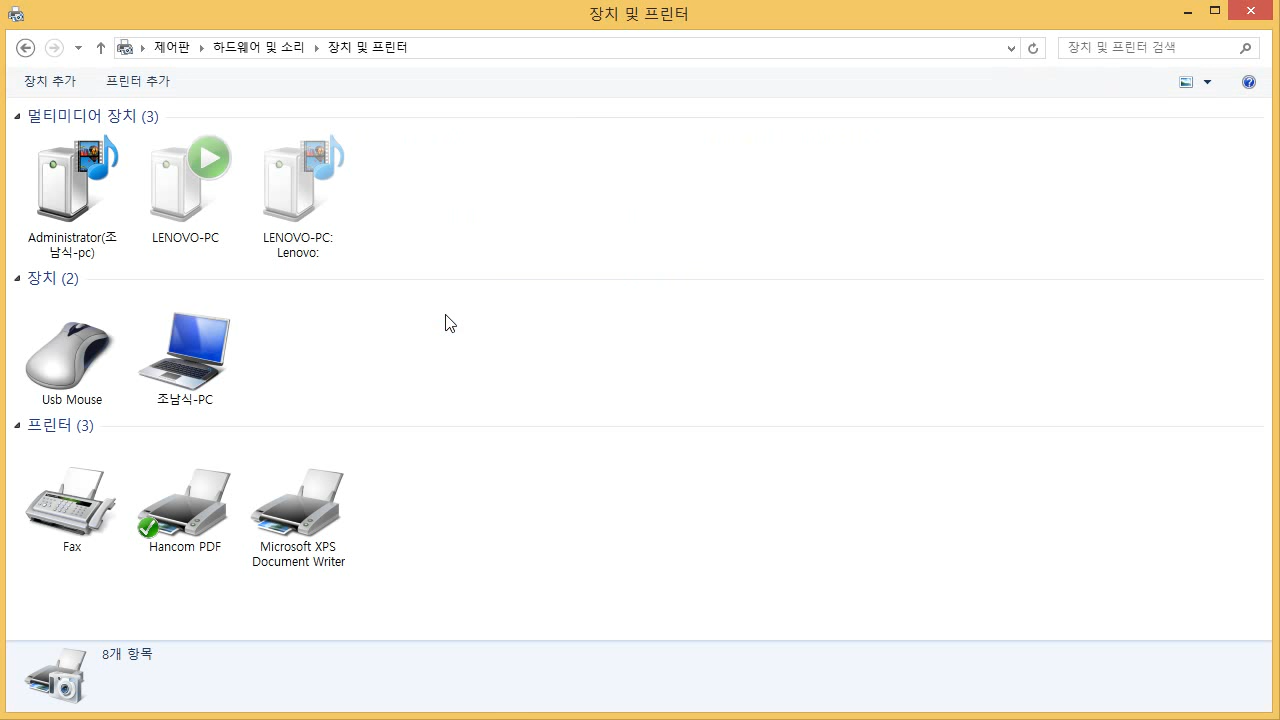 장치 및 프린터
제어판 하드웨어 및 소리 장치 및 프린터
장치 및 프린터 검색
장치 추가 프린터 추가
멀티미디어 장치 (3)
Administrator(조
남식-pc)
LENOVO-PC
LENOVO-PC:
Lenovo:
장치 (2)
Usb Mouse
조남식-PC
프린터 (3)
Fax
Hancom PDF
Microsoft XPS
Document Writer
8개 항목